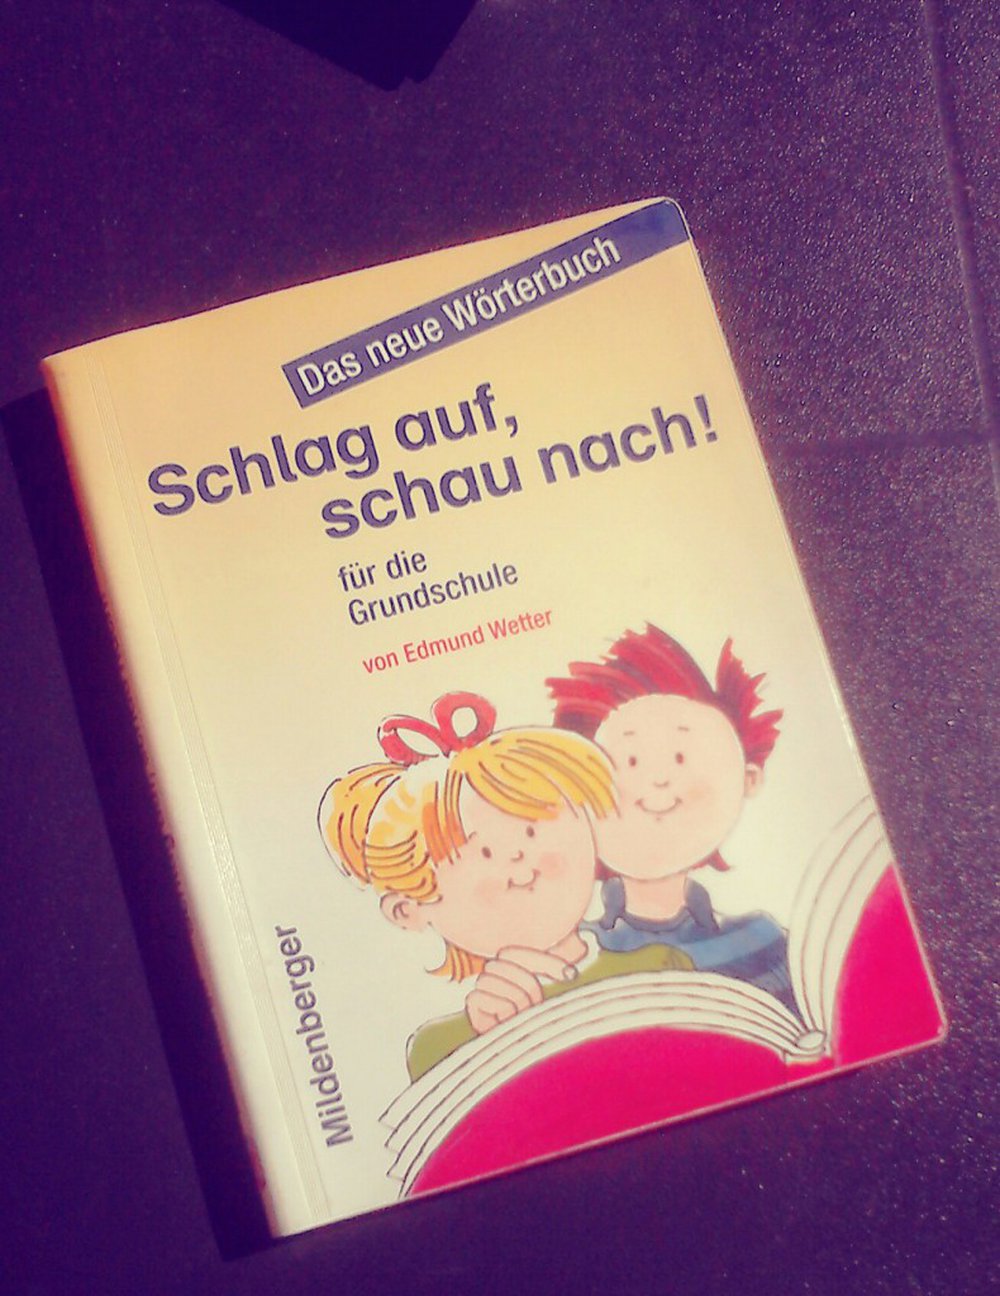 Das neue Wörterbuch
Schlag auf,
schau nach!
für die
Grundschule
von Edmund Wetter
Mildenberger